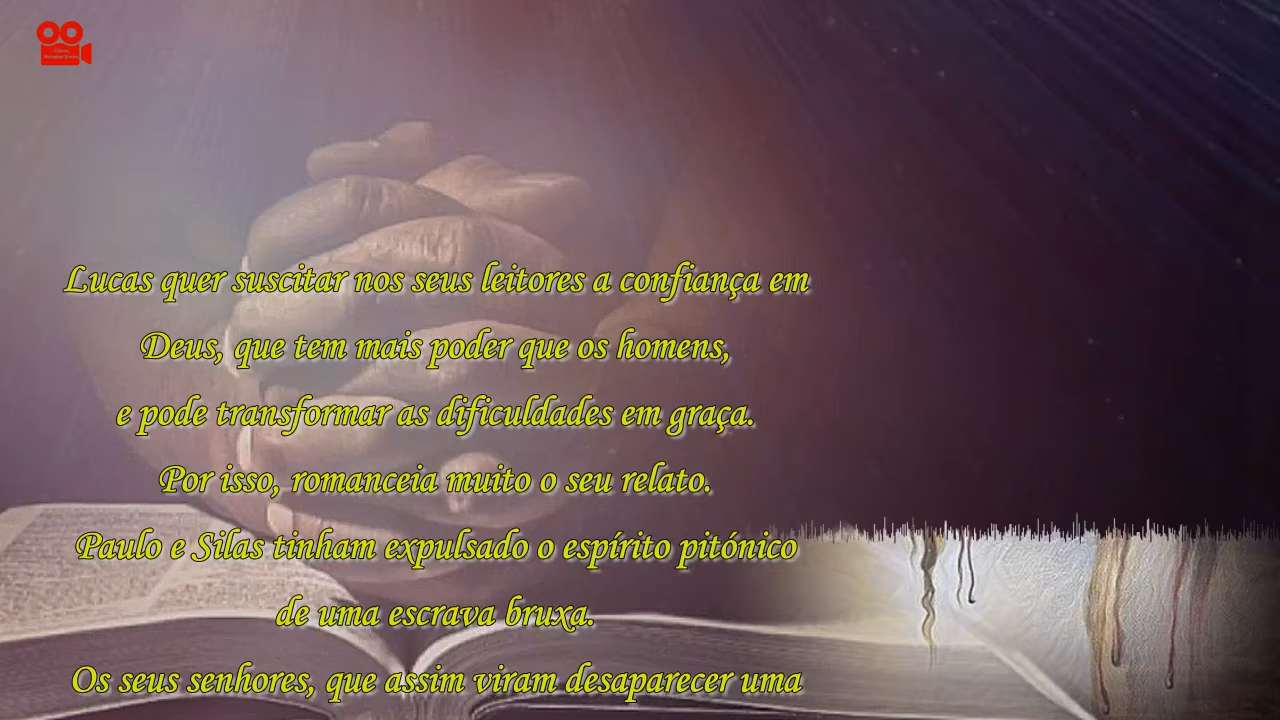 Lucas quer suscitar nos seus leitores a confiança em
Deus, que tem mais poder que os homens,
e pode transformar as dificuldades em graça.
Por isso, romanceia muito o seu relato.
Paulo e Silas tinham expulsado o espírito pitónico
de uma escrava bruxa.
Os seus senhores, que assim viram desaparecer uma